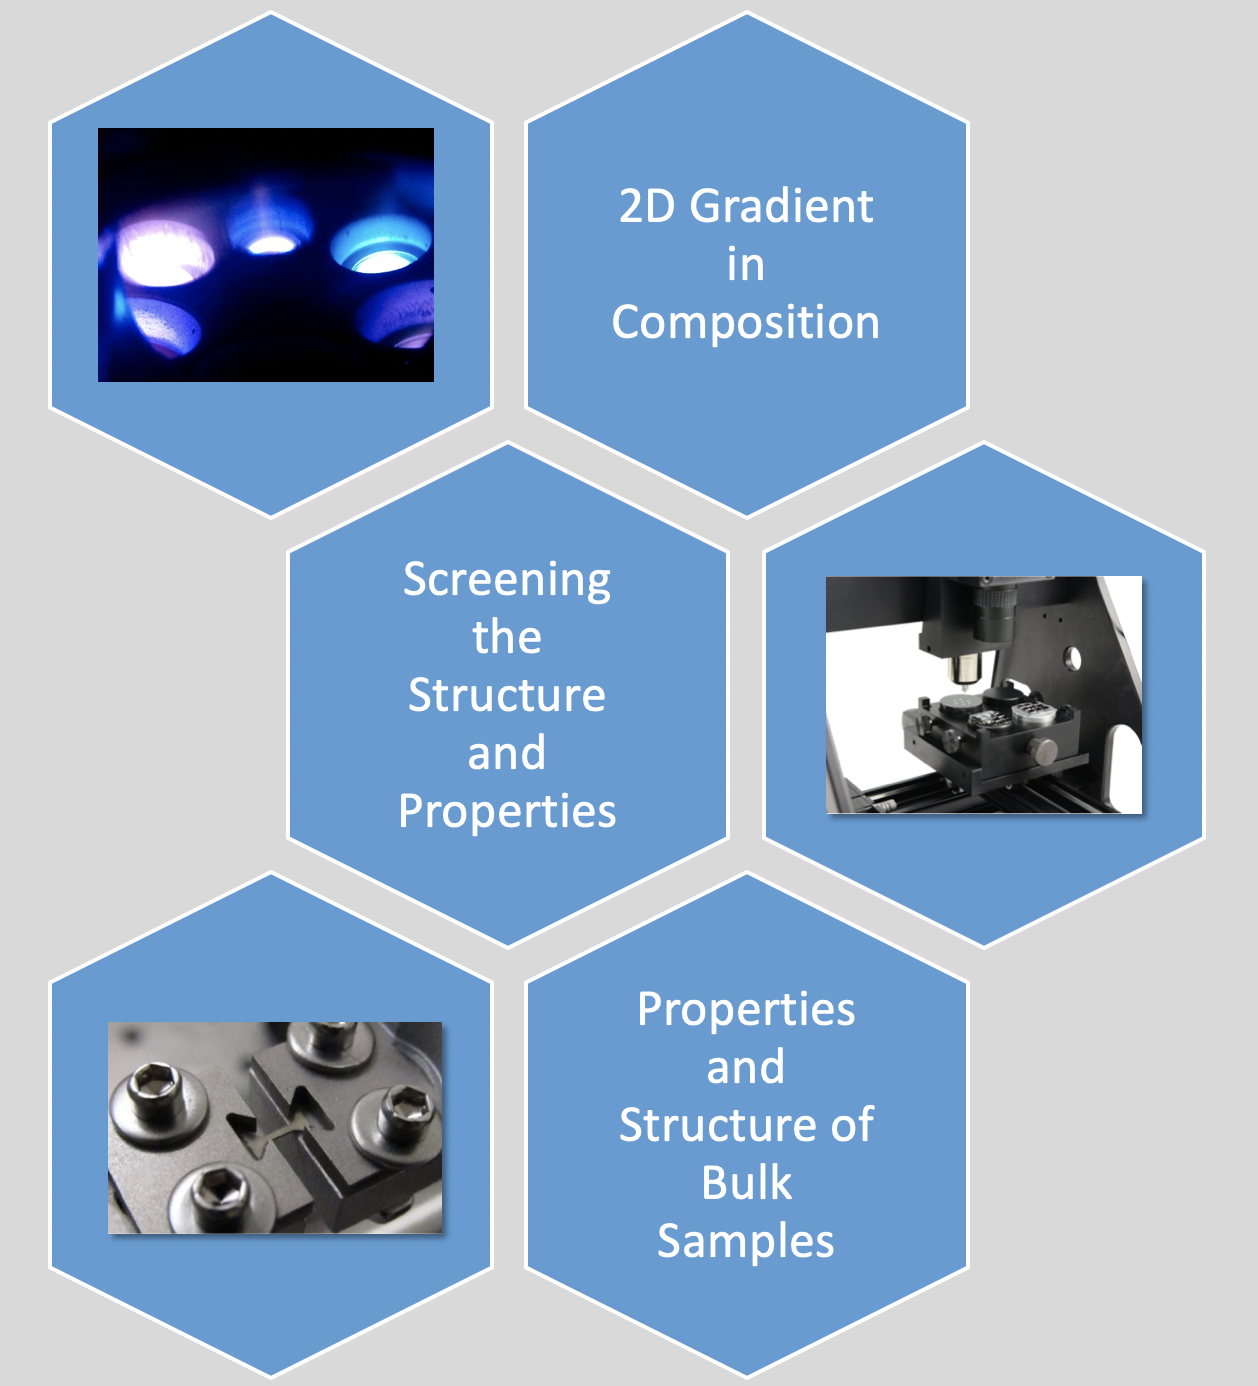 2D Gradient
in
Composition
Screening
the
Structure
and
Properties
Properties
and
Structure of
Bulk
Samples